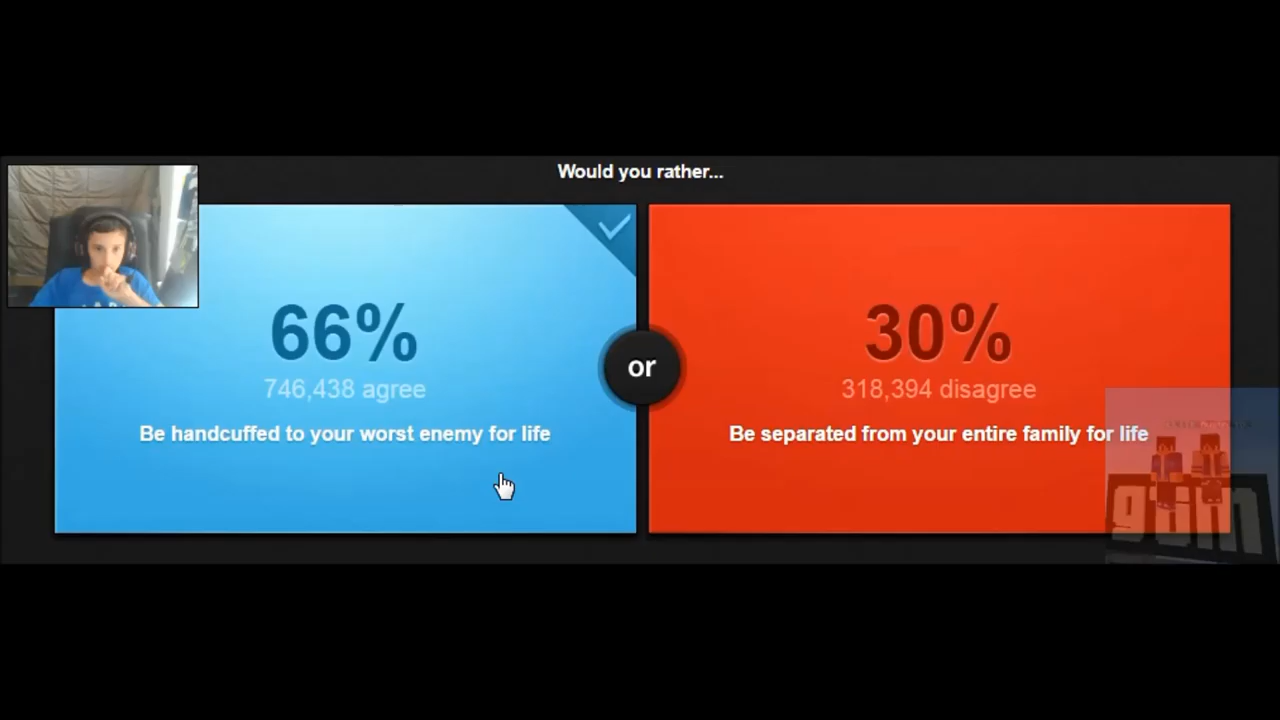 Would you rather...
66%
746,438 agree
Be handcuffed to your worst enemy for life
or
30%
318,394 disagree
Be separated from your entire family for life